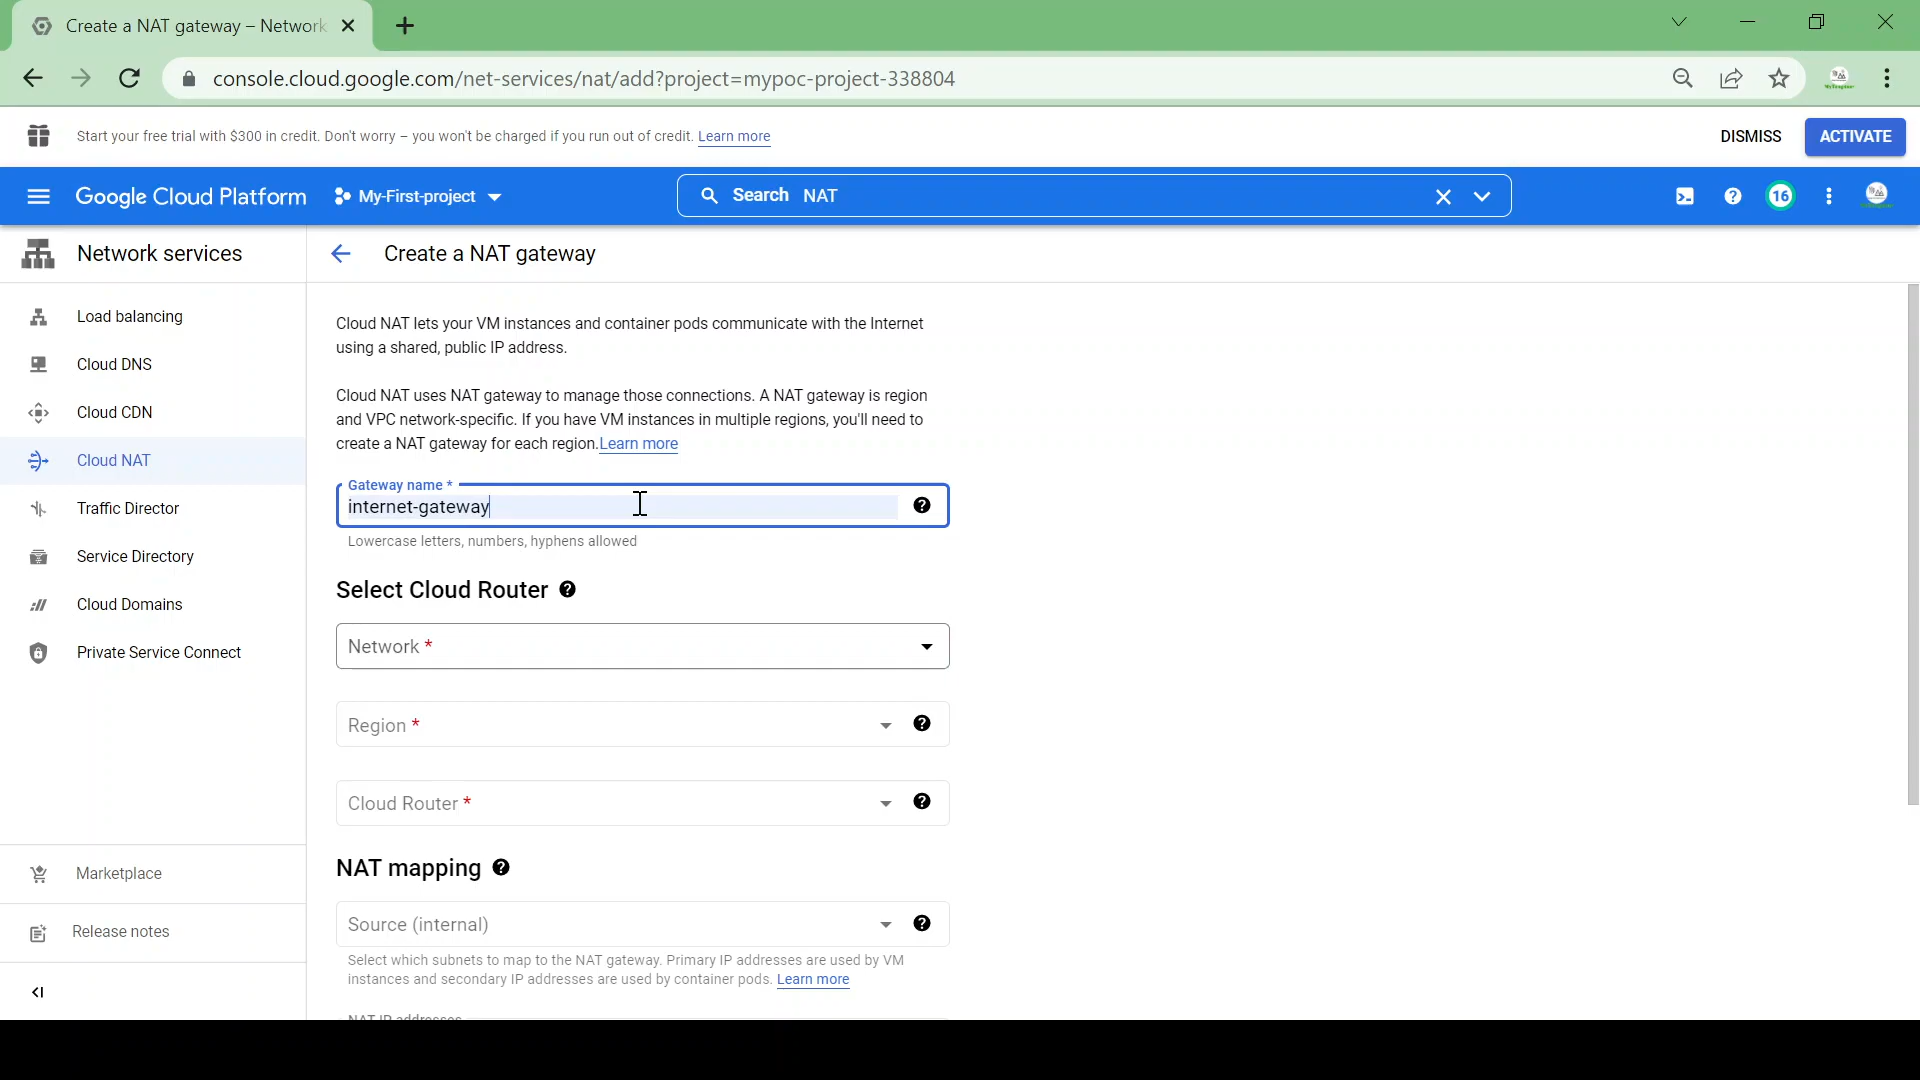 Create a NAT gateway – Network
console.cloud.google.com/net-services/nat/add?project=mypoc-project-338804
Start your free trial with $300 in credit. Don't worry – you won't be charged if you run out of credit. Learn more
DISMISS
ACTIVATE
Google Cloud Platform
My-First-project
Search NAT
16
Network services
Create a NAT gateway
Load balancing
Cloud DNS
Cloud CDN
Cloud NAT
Traffic Director
Service Directory
Cloud Domains
Private Service Connect
Marketplace
Release notes
Cloud NAT lets your VM instances and container pods communicate with the Internet
using a shared, public IP address.
Cloud NAT uses NAT gateway to manage those connections. A NAT gateway is region
and VPC network-specific. If you have VM instances in multiple regions, you'll need to
create a NAT gateway for each region. Learn more
Gateway name *
internet-gateway
Lowercase letters, numbers, hyphens allowed
Select Cloud Router
Network *
Region *
Cloud Router *
NAT mapping
Source (internal)
Select which subnets to map to the NAT gateway. Primary IP addresses are used by VM
instances and secondary IP addresses are used by container pods. Learn more
NAT IP addresses